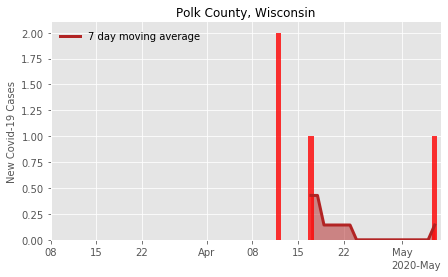 Polk County, Wisconsin
7 day moving average
New Covid-19 Cases
2.00
1.75
1.50
1.25
1.00
0.75
0.50
0.25
0.00
08 15 22 Apr 08 15 22 May
2020-May